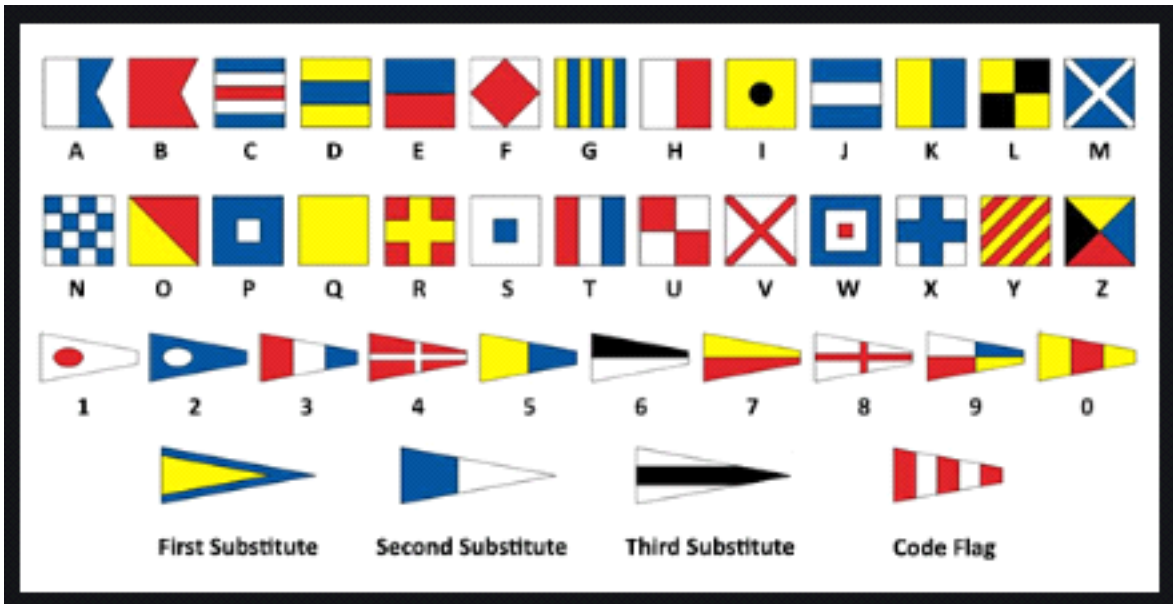 A B C D E F G H I J K L M
N O P Q R S T U V W X Y Z
1 2 3 4 5 6 7 8 9 0
First Substitute Second Substitute Third Substitute Code Flag